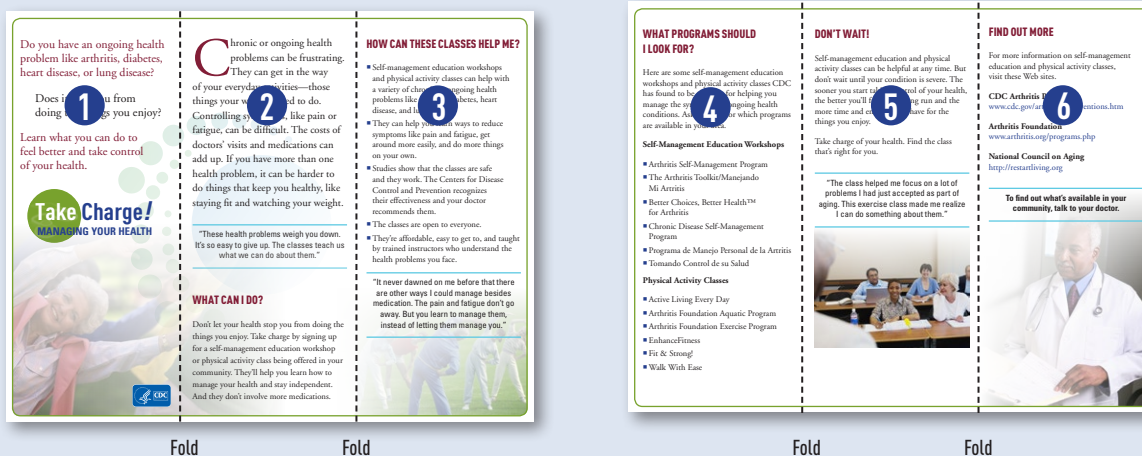 Do you have an ongoing health
problem like arthritis, diabetes,
heart disease, or lung disease?
Does i u from
doing gs you enjoy?
1
Learn what you can do to
feel better and take control
of your health.
Take Charge!
MANAGING YOUR HEALTH
CDC
Chronic or ongoing health
problems can be frustrating.
They can get in the way
of your everyday vities—those
things your w ed to do.
Controlling sy , like pain or
fatigue, can be difficult. The costs of
2
doctors' visits and medications can
add up. If you have more than one
health problem, it can be harder to
do things that keep you healthy, like
staying fit and watching your weight.
"These health problems weigh you down.
It's so easy to give up. The classes teach us
what we can do about them."
WHAT CAN I DO?
Don't let your health stop you from doing the
things you enjoy. Take charge by signing up
for a self-management education workshop
or physical activity class being offered in your
community. They'll help you learn how to
manage your health and stay independent.
And they don't involve more medications.
HOW CAN THESE CLASSES HELP ME?
■ Self-management education workshops
and physical activity classes can help with
a variety of chro ngoing health
problems like betes, heart
disease, and lu
3
■ They can help y rn ways to reduce
symptoms like pain and fatigue, get
around more easily, and do more things
on your own.
■ Studies show that the classes are safe
and they work. The Centers for Disease
Control and Prevention recognizes
their effectiveness and your doctor
recommends them.
■ The classes are open to everyone.
■ They're affordable, easy to get to, and taught
by trained instructors who understand the
health problems you face.
"It never dawned on me before that there
are other ways I could manage besides
medication. The pain and fatigue don't go
away. But you learn to manage them,
instead of letting them manage you."
Fold
Fold
WHAT PROGRAMS SHOULD
I LOOK FOR?
Here are some self-management education
workshops and physical activity classes CDC
has found to be for helping you
manage the sy ongoing health
conditions. As or which programs
are available in your area.
4
Self-Management Education Workshops
■ Arthritis Self-Management Program
■ The Arthritis Toolkit/Manejando
Mi Artritis
■ Better Choices, Better Health™
for Arthritis
■ Chronic Disease Self-Management
Program
■ Programa de Manejo Personal de la Artritis
■ Tomando Control de su Salud
Physical Activity Classes
■ Active Living Every Day
■ Arthritis Foundation Aquatic Program
■ Arthritis Foundation Exercise Program
■ EnhanceFitness
■ Fit & Strong!
■ Walk With Ease
DON'T WAIT!
Self-management education and physical
activity classes can be helpful at any time. But
don't wait until your condition is severe. The
sooner you start tak rol of your health,
the better you'll f ng run and the
more time and en have for the
things you enjoy.
5
Take charge of your health. Find the class
that's right for you.
"The class helped me focus on a lot of
problems I had just accepted as part of
aging. This exercise class made me realize
I can do something about them."
FIND OUT MORE
For more information on self-management
education and physical activity classes,
visit these Web sites.
CDC Arthritis P
www.cdc.gov/ar entions.htm
6
Arthritis Foundation
www.arthritis.org/programs.php
National Council on Aging
http://restartliving.org
To find out what's available in your
community, talk to your doctor.
Fold
Fold